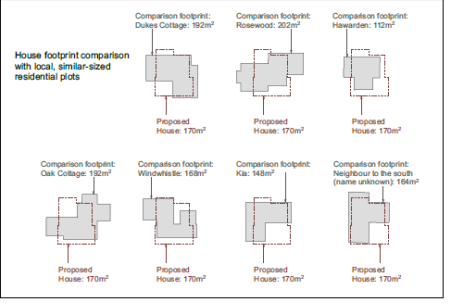 Comparison footprint:
Dukes Cottage: 192m²
Comparison footprint:
Rosewood: 202m²
Comparison footprint:
Hawarden: 112m²
House footprint comparison
with local, similar-sized
residential plots
Proposed
House: 170m²
Proposed
House: 170m²
Proposed
House: 170m²
Comparison footprint:
Oak Cottage: 192m²
Comparison footprint:
Windwhistle: 168m²
Comparison footprint:
Kia: 148m²
Comparison footprint:
Neighbour to the south
(name unknown): 164m²
Proposed
House: 170m²
Proposed
House: 170m²
Proposed
House: 170m²
Proposed
House: 170m²